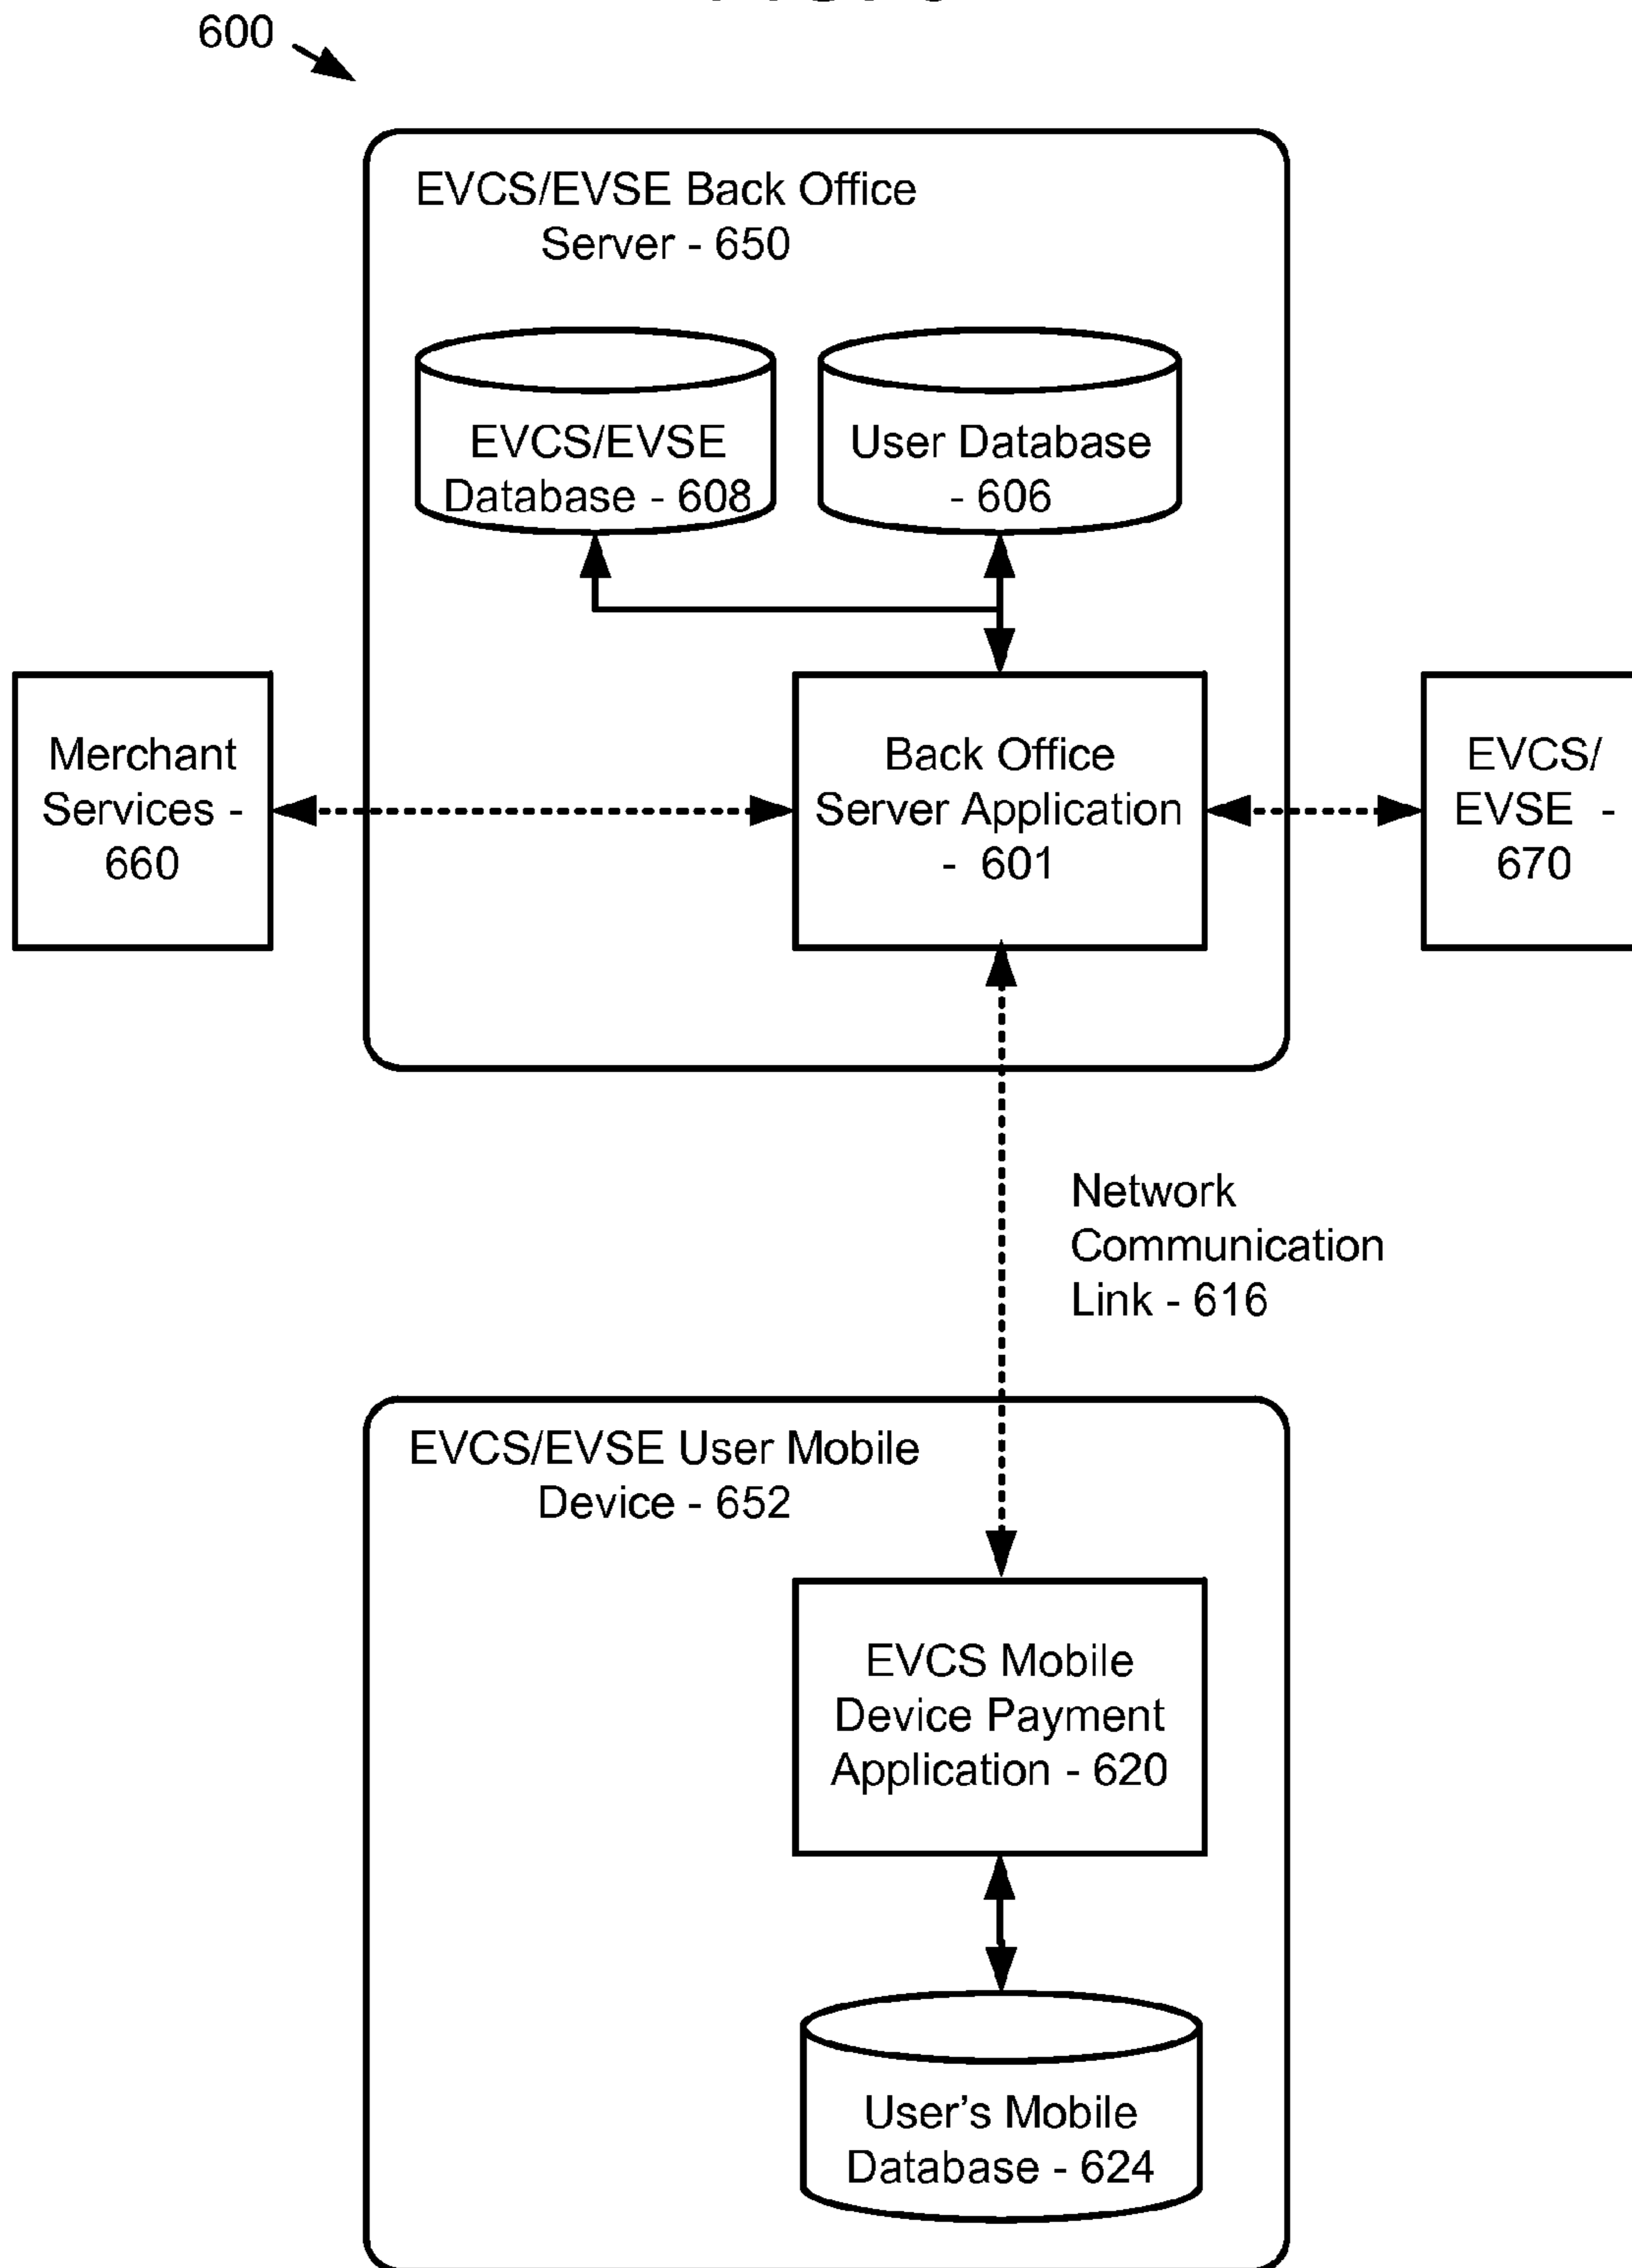 600
EVCS/EVSE Back Office
Server - 650
EVCS/EVSE
Database - 608
User Database
- 606
Merchant
Services -
660
Back Office
Server Application
- 601
EVCS/
EVSE -
670
Network
Communication
Link - 616
EVCS/EVSE User Mobile
Device - 652
EVCS Mobile
Device Payment
Application - 620
User's Mobile
Database - 624